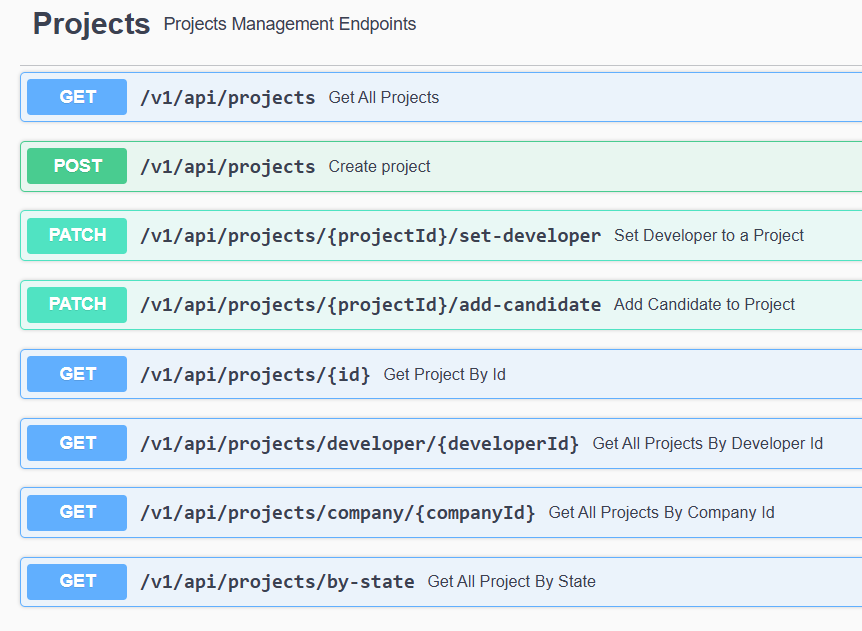 Projects Projects Management Endpoints
GET /v1/api/projects Get All Projects
POST /v1/api/projects Create project
PATCH /v1/api/projects/{projectId}/set-developer Set Developer to a Project
PATCH /v1/api/projects/{projectId}/add-candidate Add Candidate to Project
GET /v1/api/projects/{id} Get Project By Id
GET /v1/api/projects/developer/{developerId} Get All Projects By Developer Id
GET /v1/api/projects/company/{companyId} Get All Projects By Company Id
GET /v1/api/projects/by-state Get All Project By State